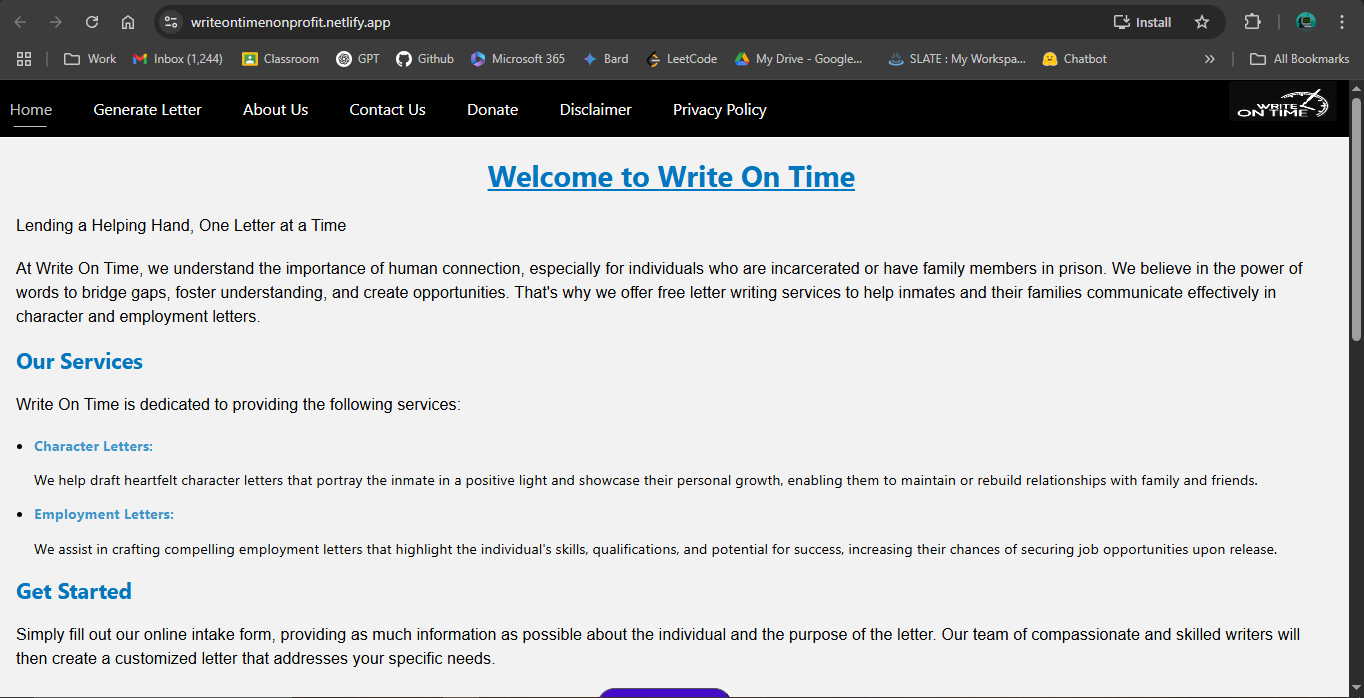 writeontimenonprofit.netlify.app
Install
Work
Inbox (1,244)
Classroom
GPT
Github
Microsoft 365
Bard
LeetCode
My Drive - Google...
SLATE : My Workspa...
Chatbot
All Bookmarks
Home
Generate Letter
About Us
Contact Us
Donate
Disclaimer
Privacy Policy
WRITE
ON TIME
Welcome to Write On Time
Lending a Helping Hand, One Letter at a Time
At Write On Time, we understand the importance of human connection, especially for individuals who are incarcerated or have family members in prison. We believe in the power of
words to bridge gaps, foster understanding, and create opportunities. That's why we offer free letter writing services to help inmates and their families communicate effectively in
character and employment letters.
Our Services
Write On Time is dedicated to providing the following services:
• Character Letters:
We help draft heartfelt character letters that portray the inmate in a positive light and showcase their personal growth, enabling them to maintain or rebuild relationships with family and friends.
• Employment Letters:
We assist in crafting compelling employment letters that highlight the individual's skills, qualifications, and potential for success, increasing their chances of securing job opportunities upon release.
Get Started
Simply fill out our online intake form, providing as much information as possible about the individual and the purpose of the letter. Our team of compassionate and skilled writers will
then create a customized letter that addresses your specific needs.